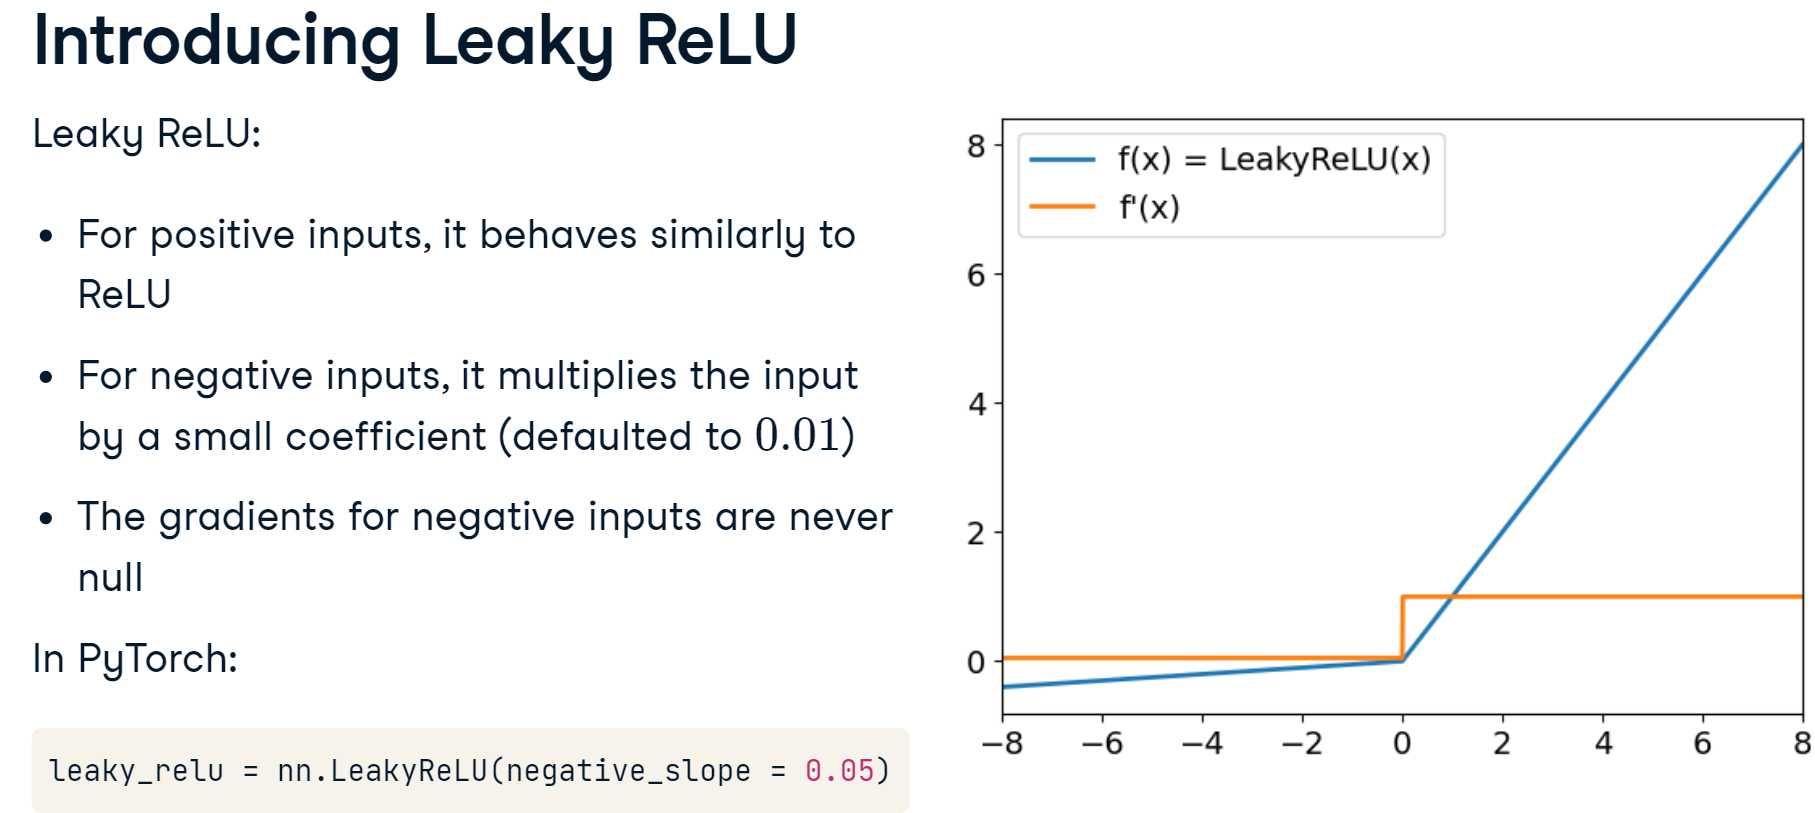 Introducing Leaky ReLU
Leaky ReLU:
• For positive inputs, it behaves similarly to
ReLU
• For negative inputs, it multiplies the input
by a small coefficient (defaulted to 0.01)
• The gradients for negative inputs are never
null
In PyTorch:
leaky_relu = nn.LeakyReLU(negative_slope = 0.05)
f(x) = LeakyReLU(x)
f'(x)
8
6
4
2
0
−8 −6 −4 −2 0 2 4 6 8